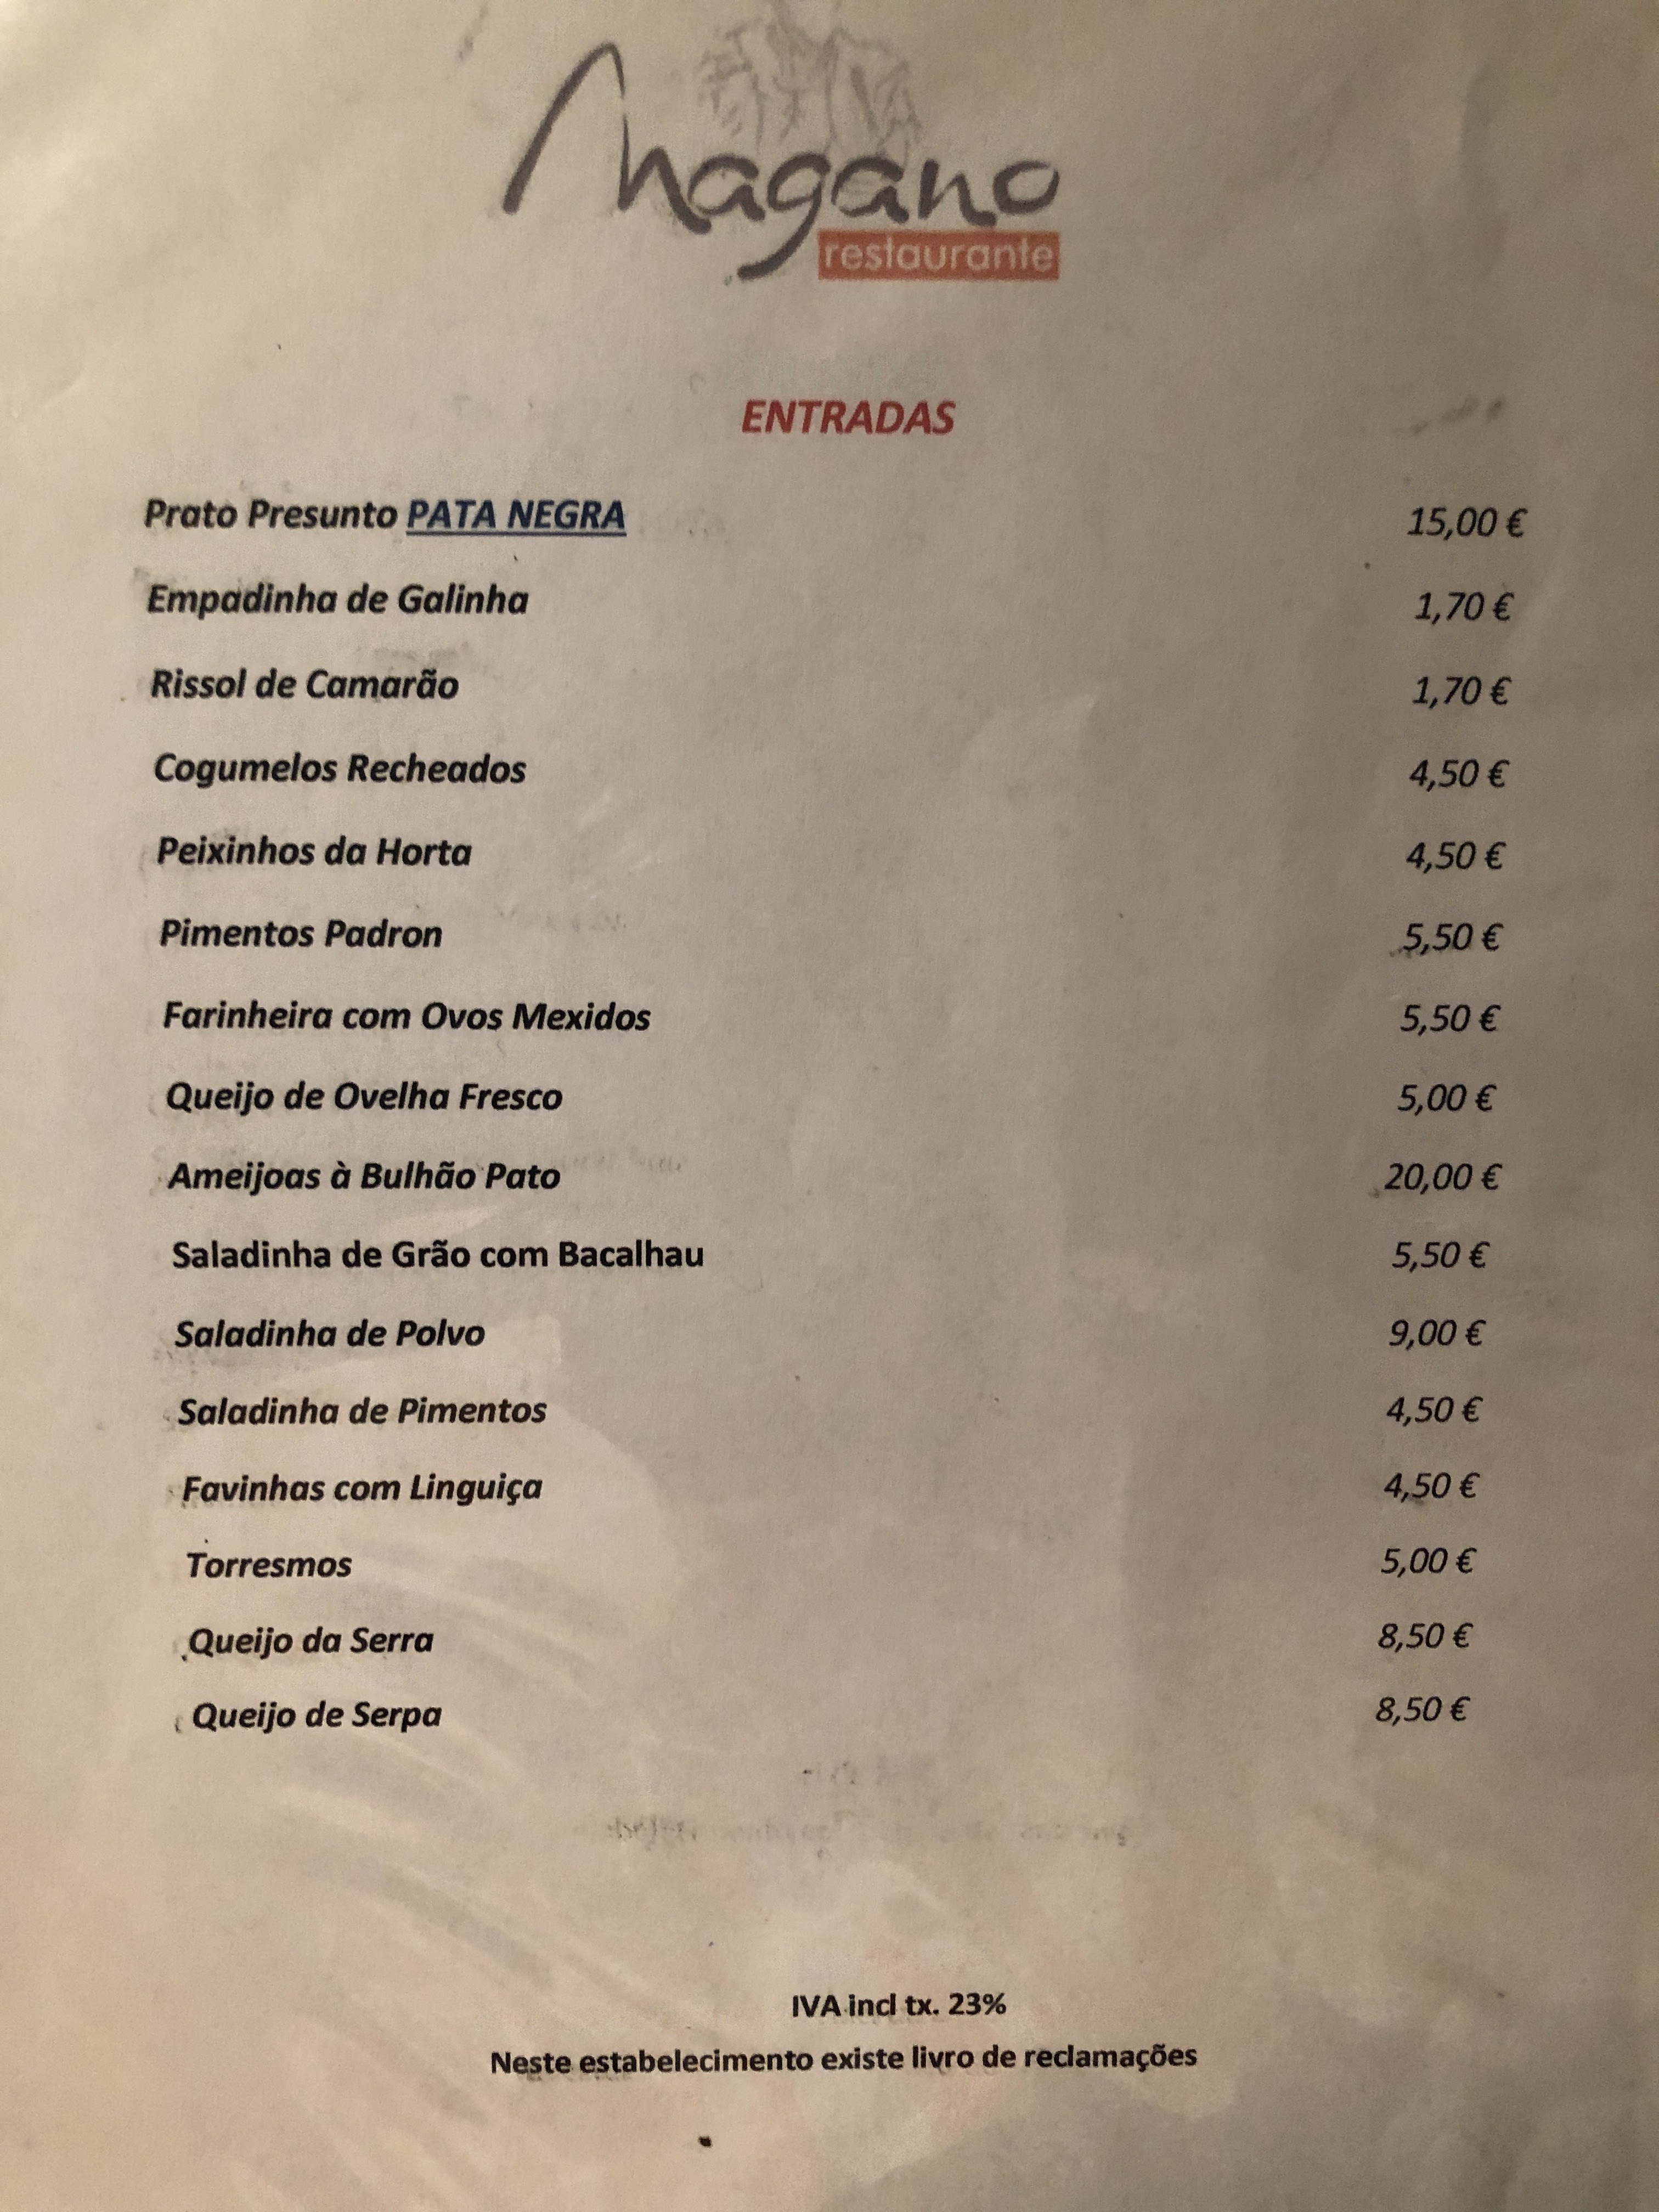 Magano
restaurante
ENTRADAS
Prato Presunto PATA NEGRA 15,00 €
Empadinha de Galinha 1,70 €
Rissol de Camarão 1,70 €
Cogumelos Recheados 4,50 €
Peixinhos da Horta 4,50 €
Pimentos Padron 5,50 €
Farinheira com Ovos Mexidos 5,50 €
Queijo de Ovelha Fresco 5,00 €
Ameijoas à Bulhão Pato 20,00 €
Saladinha de Grão com Bacalhau 5,50 €
Saladinha de Polvo 9,00 €
Saladinha de Pimentos 4,50 €
Favinhas com Linguiça 4,50 €
Torresmos 5,00 €
Queijo da Serra 8,50 €
Queijo de Serpa 8,50 €
IVA incl tx. 23%
Neste estabelecimento existe livro de reclamações